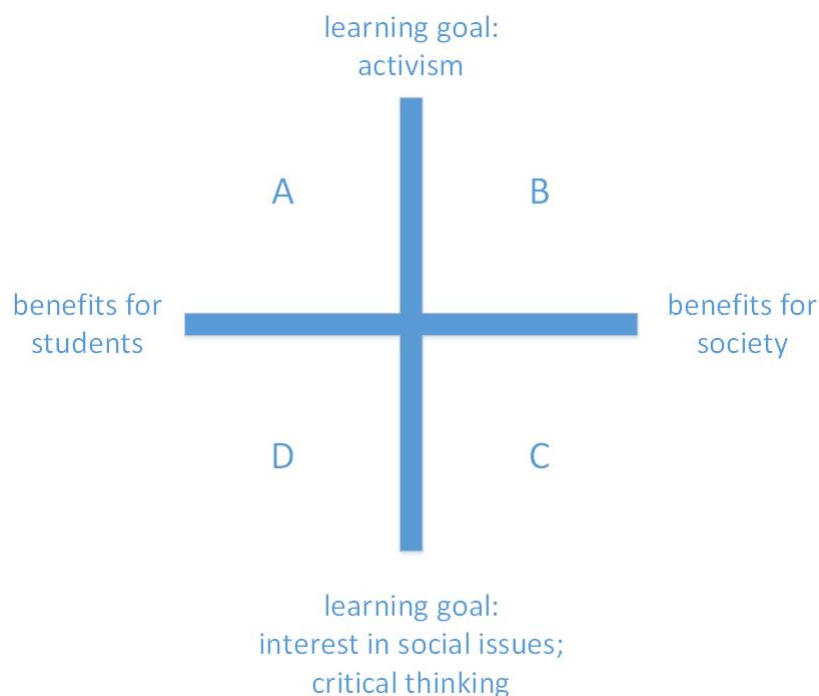 learning goal:
activism
A
B
benefits for
students
benefits for
society
D
C
learning goal:
interest in social issues;
critical thinking